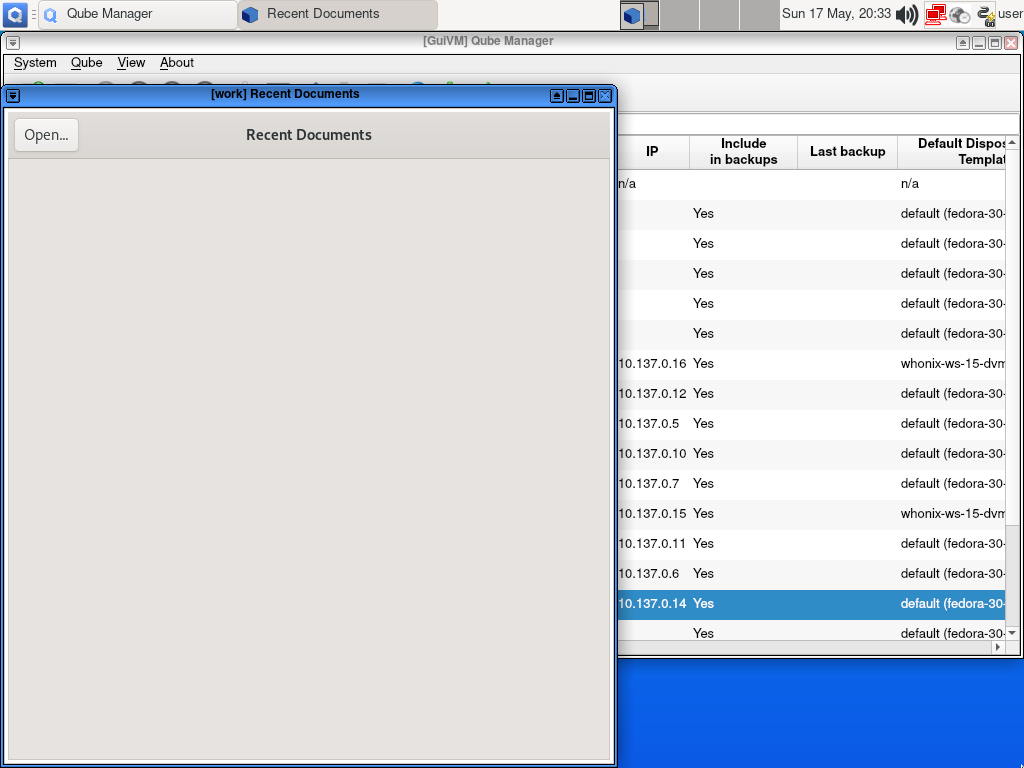 Qube Manager
Recent Documents
Sun 17 May, 20:33
user
[GuiVM] Qube Manager
System Qube View About
[work] Recent Documents
Open...
Recent Documents
IP
Include
in backups
Last backup
Default Dispos
Templat
n/a n/a
Yes default (fedora-30-
Yes default (fedora-30-
Yes default (fedora-30-
Yes default (fedora-30-
Yes default (fedora-30-
10.137.0.16 Yes whonix-ws-15-dvm
10.137.0.12 Yes default (fedora-30-
10.137.0.5 Yes default (fedora-30-
10.137.0.10 Yes default (fedora-30-
10.137.0.7 Yes default (fedora-30-
10.137.0.15 Yes whonix-ws-15-dvm
10.137.0.11 Yes default (fedora-30-
10.137.0.6 Yes default (fedora-30-
10.137.0.14 Yes default (fedora-30-
Yes default (fedora-30-